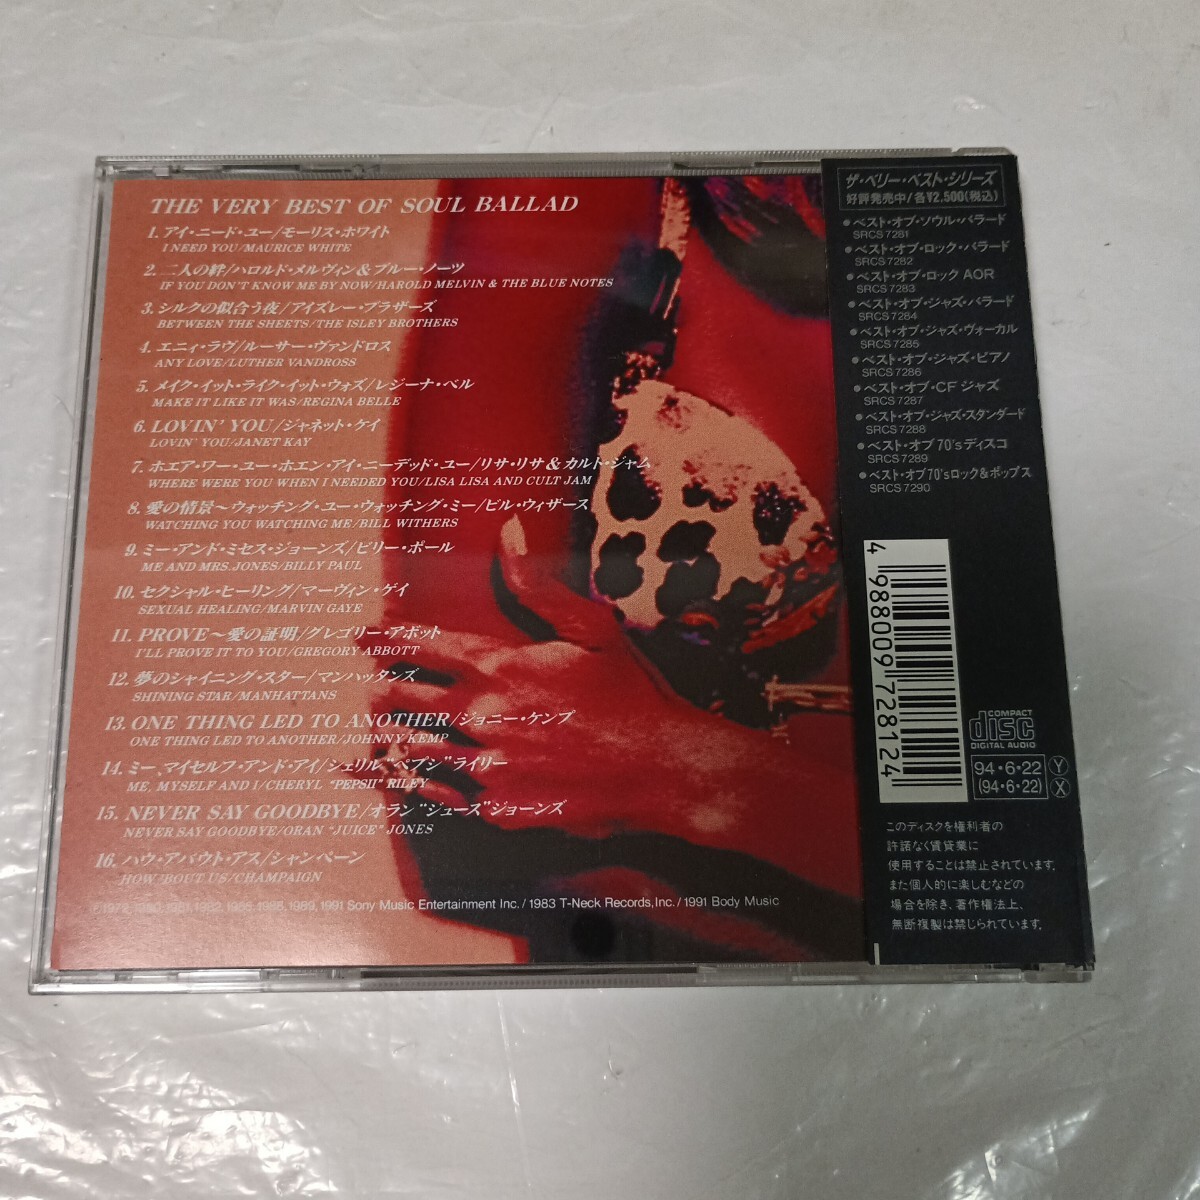 THE VERY BEST OF SOUL BALLAD
1. アイ・ニード・ユー/モーリス・ホワイト
I NEED YOU/MAURICE WHITE
2. 二人の絆/ハロルド・メルヴィン&ブルー・ノーツ
IF YOU DON'T KNOW ME BY NOW/HAROLD MELVIN & THE BLUE NOTES
3. シルクの似合う夜/アイズレー・ブラザーズ
BETWEEN THE SHEETS/THE ISLEY BROTHERS
4. エニィ・ラヴ/ルーサー・ヴァンドロス
ANY LOVE/LUTHER VANDROSS
5. メイク・イット・ライク・イット・ウォズ/レジーナ・ベル
MAKE IT LIKE IT WAS/REGINA BELLE
6. LOVIN' YOU/ジャネット・ケイ
LOVIN' YOU/JANET KAY
7. ホエア・ワー・ユー・ホエン・アイ・ニーデッド・ユー/リサ・リサ&カルト・ジャム
WHERE WERE YOU WHEN I NEEDED YOU/LISA LISA AND CULT JAM
8. 愛の情景〜ウォッチング・ユー・ウォッチング・ミー/ビル・ウィザース
WATCHING YOU WATCHING ME/BILL WITHERS
9. ミー・アンド・ミセス・ジョーンズ/ビリー・ポール
ME AND MRS. JONES/BILLY PAUL
10. セクシャル・ヒーリング/マーヴィン・ゲイ
SEXUAL HEALING/MARVIN GAYE
11. PROVE〜愛の証明/グレゴリー・アボット
I'LL PROVE IT TO YOU/GREGORY ABBOTT
12. 夢のシャイニング・スター/マンハッタンズ
SHINING STAR/MANHATTANS
13. ONE THING LED TO ANOTHER/ジョニー・ケンプ
ONE THING LED TO ANOTHER/JOHNNY KEMP
14. ミー、マイセルフ・アンド・アイ/シェリル"ペプシ"ライリー
ME, MYSELF AND I/CHERYL "PEPSII" RILEY
15. NEVER SAY GOODBYE/オラン"ジュース"ジョーンズ
NEVER SAY GOODBYE/ORAN "JUICE" JONES
16. ハウ・アバウト・アス/シャンペーン
HOW 'BOUT US/CHAMPAIGN
1989, 1991 Sony Music Entertainment Inc. / 1983 T-Neck Records, Inc. / 1991 Body Music
ザ・ベリー・ベスト・シリーズ
好評発売中/各¥2,500(税込)
●ベスト・オブ・ソウル・バラード
SRCS 7281
●ベスト・オブ・ロック・バラード
SRCS 7282
●ベスト・オブ・ロック AOR
SRCS 7283
●ベスト・オブ・ジャズ・バラード
SRCS 7284
●ベスト・オブ・ジャズ・ヴォーカル
SRCS 7285
●ベスト・オブ・ジャズ・ピアノ
SRCS 7286
●ベスト・オブ・CFジャズ
SRCS 7287
●ベスト・オブ・ジャズ・スタンダード
SRCS 7288
●ベスト・オブ 70'sディスコ
SRCS 7289
●ベスト・オブ 70'sロック&ポップス
SRCS 7290
4 988009 728124
COMPACT
disc
DIGITAL AUDIO
94・6・22 Y
(94・6・22) X
このディスクを権利者の
許諾なく賃貸業に
使用することは禁止されています。
また個人的に楽しむなどの
場合を除き、著作権法上、
無断複製は禁じられています。